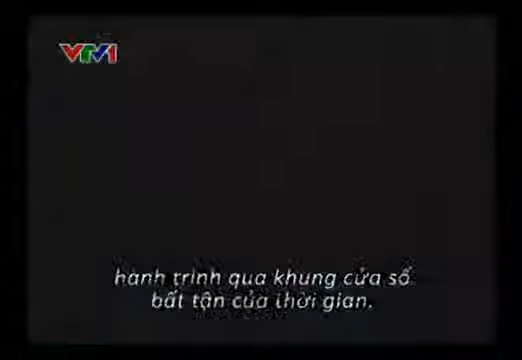 VTV1
hành trình qua khung cửa sổ
bất tận của thời gian.